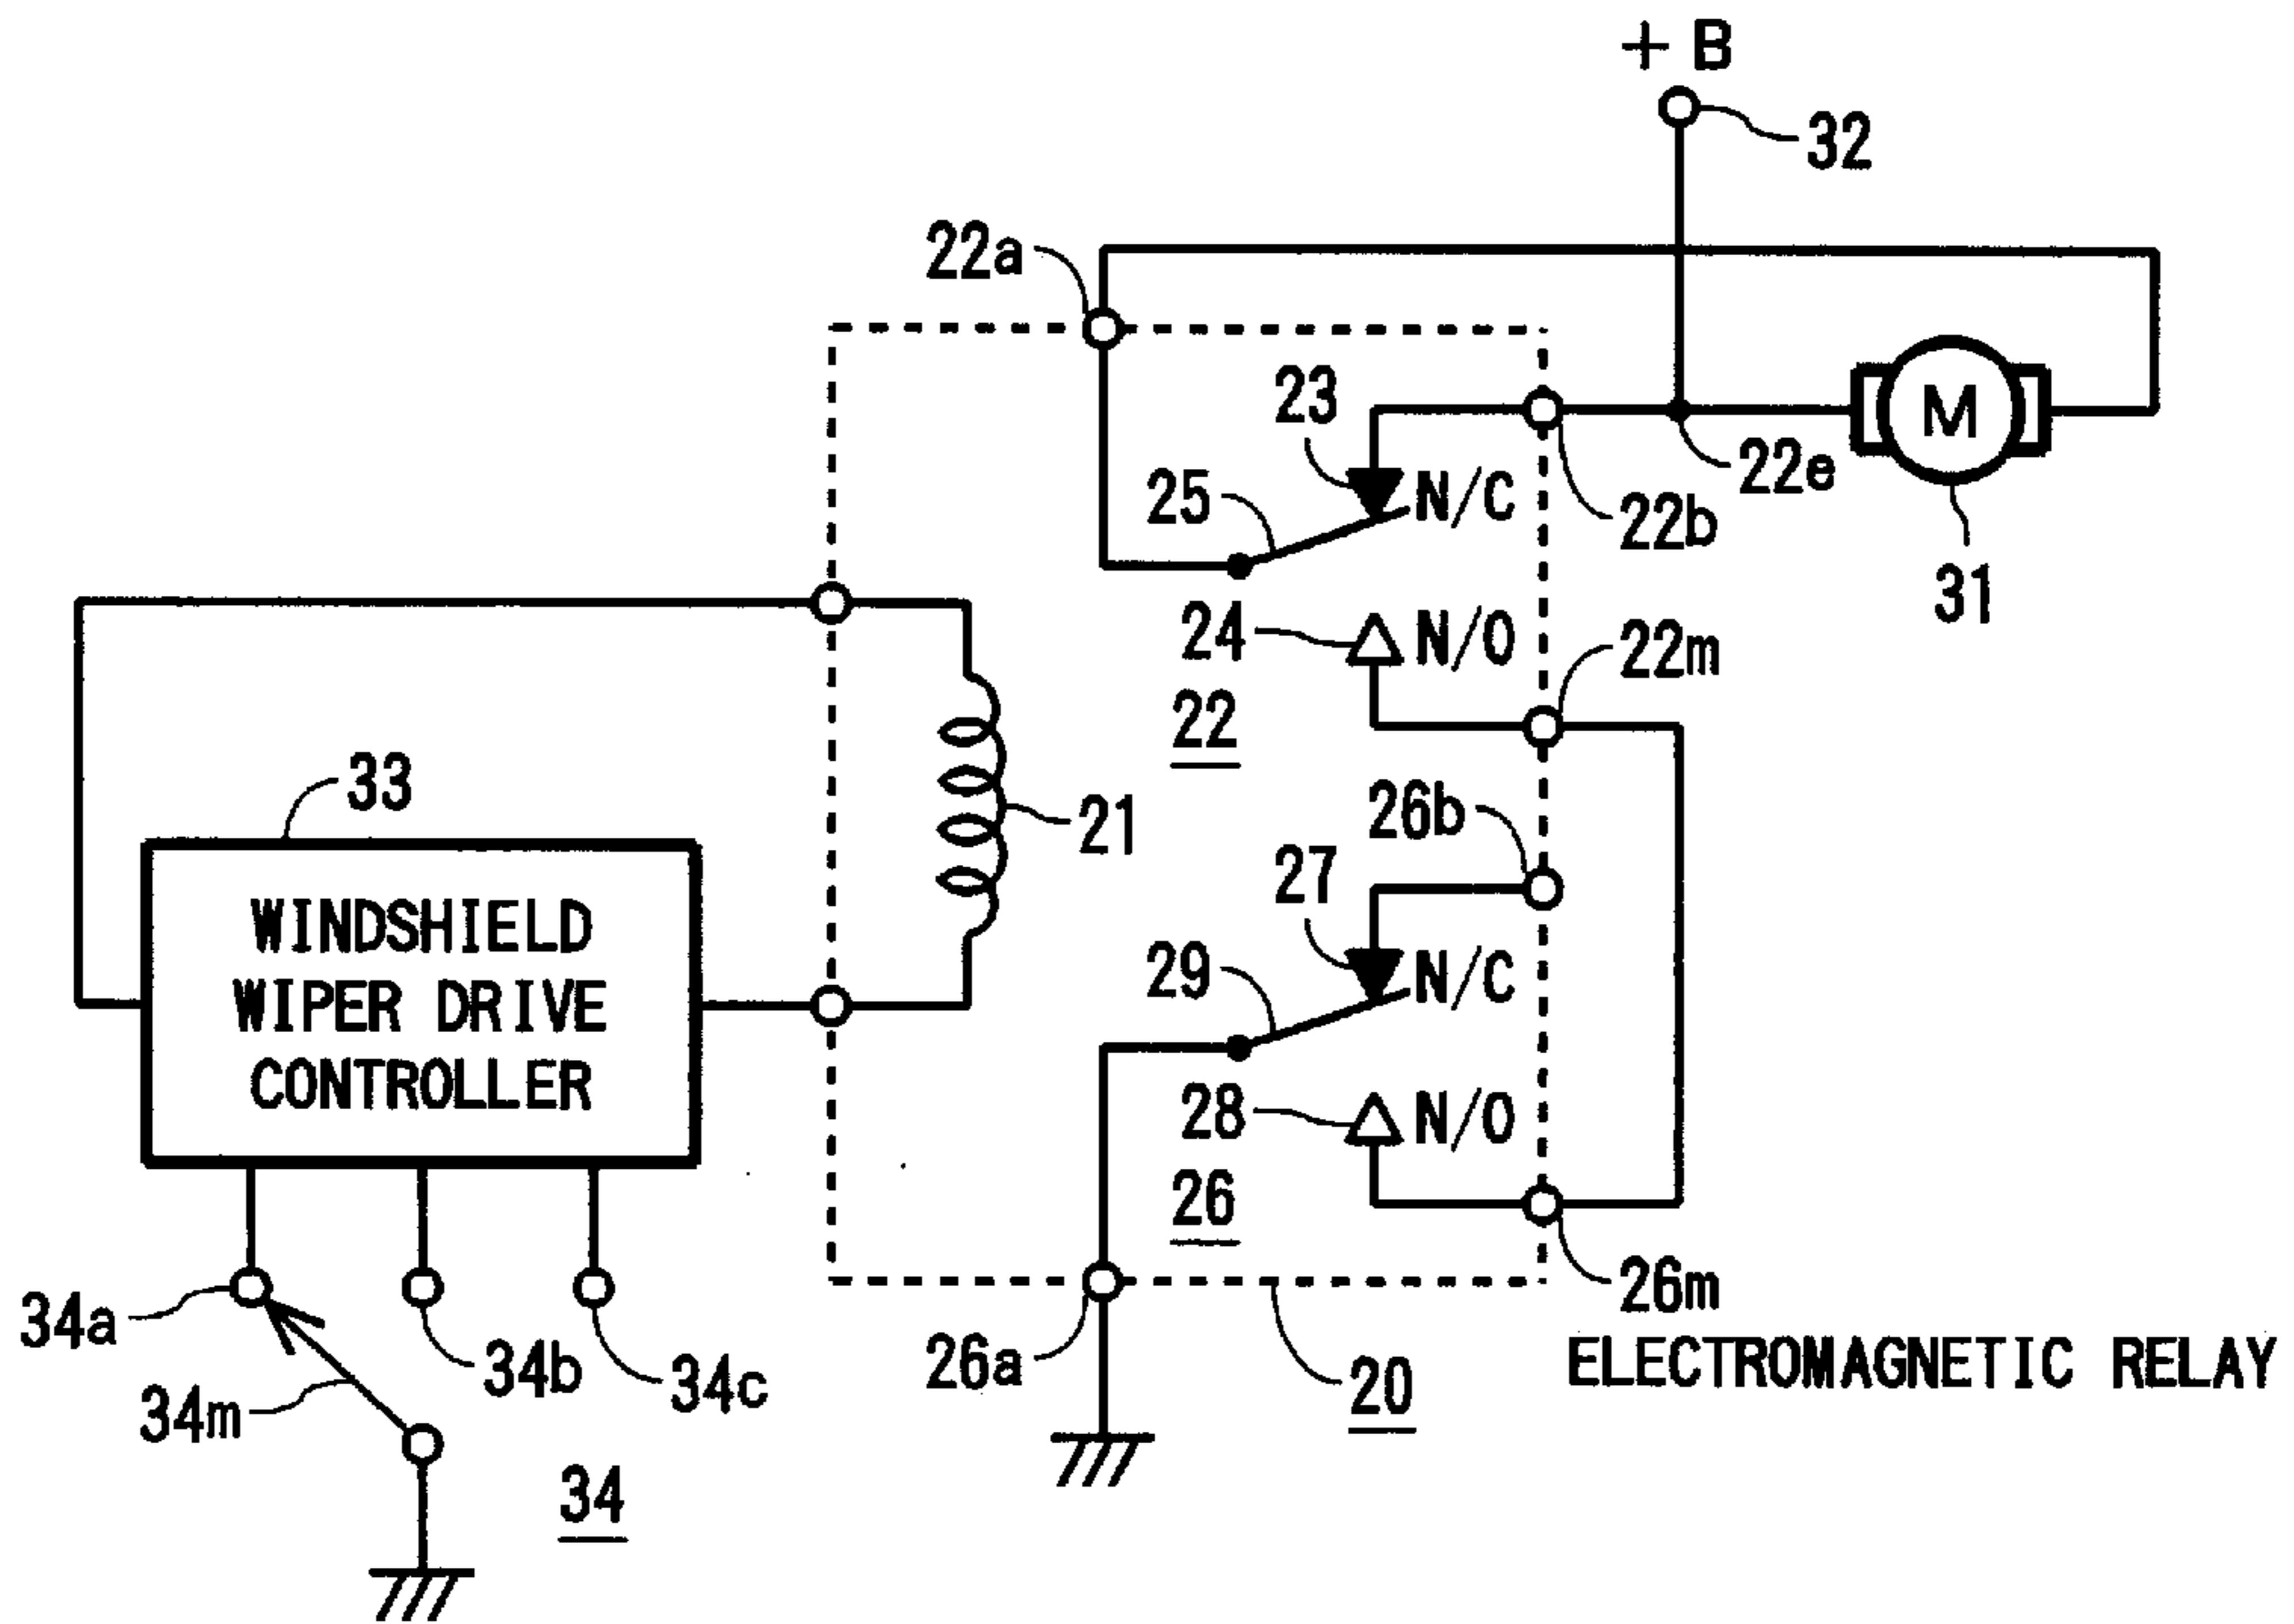 + B
32
22a
23
N/C
22e
25
22b
31
24
N/O
22m
22
33
21
26b
27
WINDSHIELD
WIPER DRIVE
CONTROLLER
29
N/C
28
N/O
26
34a
34b
34c
26a
26m
20
ELECTROMAGNETIC RELAY
34m
34
M